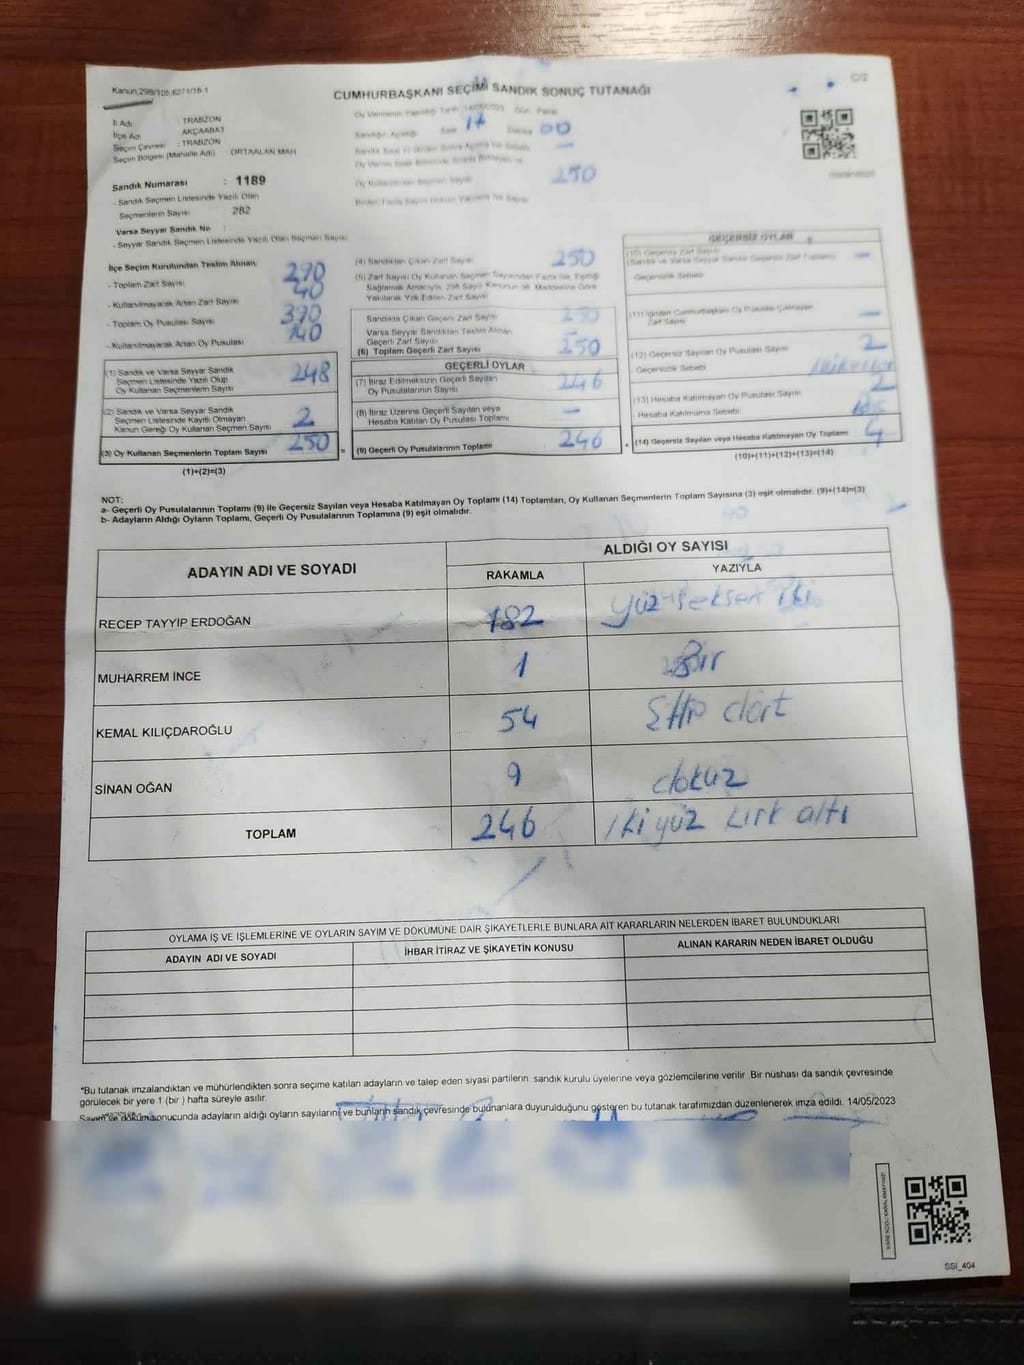 Kanun:298/105,6271/16.1
C/2
CUMHURBAŞKANI SEÇİMİ SANDIK SONUÇ TUTANAĞI
İl Adı : TRABZON
İlçe Adı : AKÇAABAT
Seçim Çevresi : TRABZON
Seçim Bölgesi (Mahalle Adı) ORTAALAN MAH
Sandık Numarası : 1189
- Sandık Seçmen Listesinde Yazılı Olan
Seçmenlerin Sayısı 282
Varsa Seyyar Sandık No :
- Seyyar Sandık Seçmen Listesinde Yazılı Olan Seçmen Sayısı
Oy Vermenin Yapıldığı Tarih
Gün: Pazar
Sandığın Açıldığı Saat 17 Dakika 00
250
İlçe Seçim Kurulundan Teslim Alınan:
- Toplam Zarf Sayısı 290
- Kullanılmayarak Artan Zarf Sayısı 40
- Toplam Oy Pusulası Sayısı 390
- Kullanılmayarak Artan Oy Pusulası 140
(1) Sandık ve Varsa Seyyar Sandık
Seçmen Listesinde Yazılı Olup
Oy Kullanan Seçmenlerin Sayısı 248
(2) Sandık ve Varsa Seyyar Sandık
Seçmen Listesinde Kayıtlı Olmayan
Kanun Gereği Oy Kullanan Seçmen Sayısı 2
(3) Oy Kullanan Seçmenlerin Toplam Sayısı 250 =
(1)+(2)=(3)
(4) Sandıktan Çıkan Zarf Sayısı 250
(5) Zarf Sayısı Oy Kullanan Seçmen Sayısından Fazla İse, Eşitliği
Sağlamak Amacıyla, 298 Sayılı Kanunun 98. Maddesine Göre
Yakılarak Yok Edilen Zarf Sayısı
Sandıkta Çıkan Geçerli Zarf Sayısı 250
Varsa Seyyar Sandıktan Teslim Alınan
Geçerli Zarf Sayısı –
(6) Toplam Geçerli Zarf Sayısı 250
GEÇERLİ OYLAR
(7) İtiraz Edilmeksizin Geçerli Sayılan
Oy Pusulalarının Sayısı 246
(8) İtiraz Üzerine Geçerli Sayılan veya
Hesaba Katılan Oy Pusulası Toplamı –
(9) Geçerli Oy Pusulalarının Toplamı 246 +
GEÇERSİZ OYLAR
(10) Geçersiz Zarf Sayısı
(Sandık ve Varsa Seyyar Sandık Geçersiz Zarf Toplamı) –
Geçersizlik Sebebi
(11) İçinden Cumhurbaşkanı Oy Pusulası Çıkmayan
Zarf Sayısı –
(12) Geçersiz Sayılan Oy Pusulası Sayısı 2
Geçersizlik Sebebi
(13) Hesaba Katılmayan Oy Pusulası Sayısı 2
Hesaba Katılmama Sebebi
(14) Geçersiz Sayılan veya Hesaba Katılmayan Oy Toplamı 4
(10)+(11)+(12)+(13)=(14)
NOT:
a- Geçerli Oy Pusulalarının Toplamı (9) ile Geçersiz Sayılan veya Hesaba Katılmayan Oy Toplamı (14) Toplamları, Oy Kullanan Seçmenlerin Toplam Sayısına (3) eşit olmalıdır. (9)+(14)=(3)
b- Adayların Aldığı Oyların Toplamı, Geçerli Oy Pusulalarının Toplamına (9) eşit olmalıdır.
ADAYIN ADI VE SOYADI
ALDIĞI OY SAYISI
RAKAMLA YAZIYLA
RECEP TAYYİP ERDOĞAN 182 yüz seksen iki
MUHARREM İNCE 1 Bir
KEMAL KILIÇDAROĞLU 54 Elli dört
SİNAN OĞAN 9 dokuz
TOPLAM 246 iki yüz kırk altı
OYLAMA İŞ VE İŞLEMLERİNE VE OYLARIN SAYIM VE DÖKÜMÜNE DAİR ŞİKAYETLERLE BUNLARA AİT KARARLARIN NELERDEN İBARET BULUNDUKLARI
ADAYIN ADI VE SOYADI İHBAR İTİRAZ VE ŞİKAYETİN KONUSU ALINAN KARARIN NEDEN İBARET OLDUĞU
*Bu tutanak imzalandıktan ve mühürlendikten sonra seçime katılan adayların ve talep eden siyasi partilerin sandık kurulu üyelerine veya gözlemcilerine verilir. Bir nüshası da sandık çevresinde
görülecek bir yere 1 (bir) hafta süreyle asılır.
Sayım ve döküm sonucunda adayların aldığı oyların sayılarını ve bunların sandık çevresinde bulunanlara duyurulduğunu gösteren bu tutanak tarafımızdan düzenlenerek imza edildi. 14/05/2023
KARE KODU KARALAMAYINIZ!
SSI_404